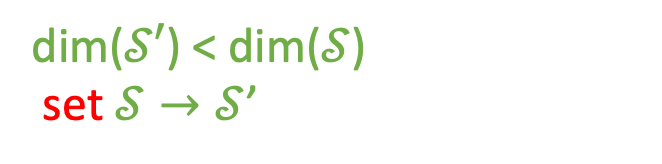 dim(𝒮′) < dim(𝒮)
set 𝒮 → 𝒮’